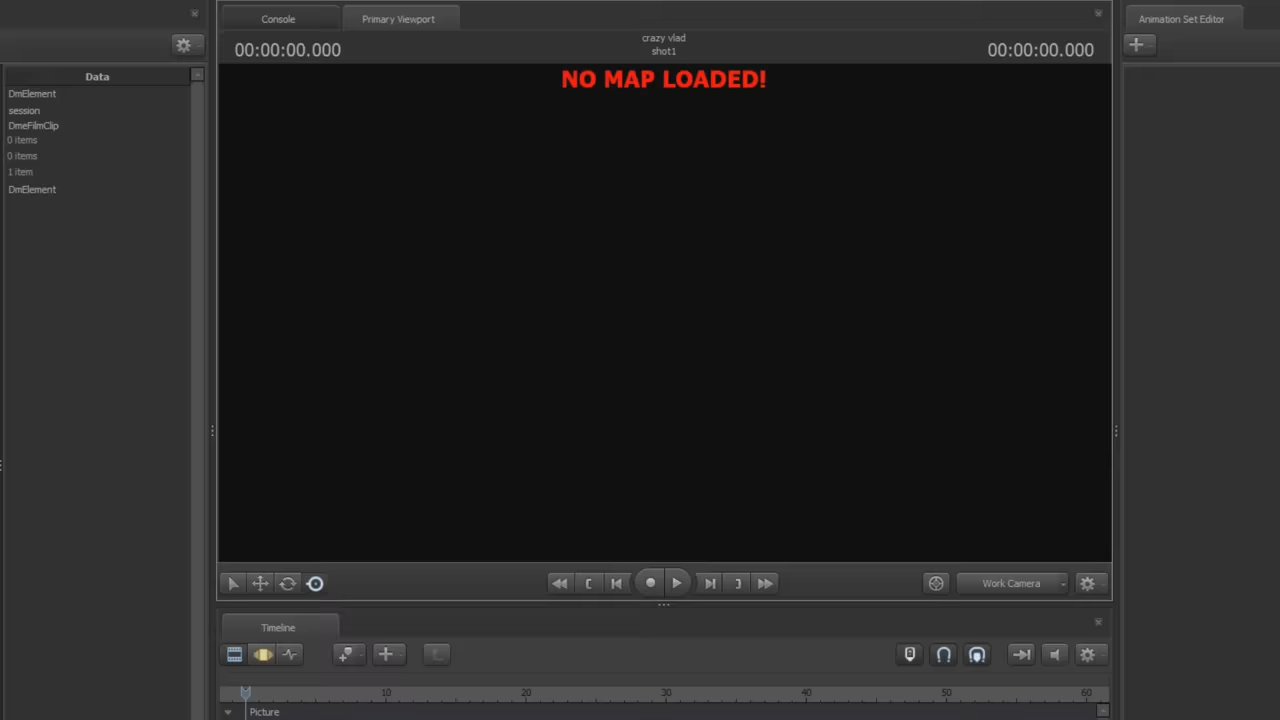 Console
Primary Viewport
Animation Set Editor
00:00:00.000
crazy vlad
shot1
00:00:00.000
NO MAP LOADED!
Data
DmElement
session
DmeFilmClip
0 items
0 items
1 item
DmElement
Work Camera
Timeline
10
20
30
40
50
60
Picture